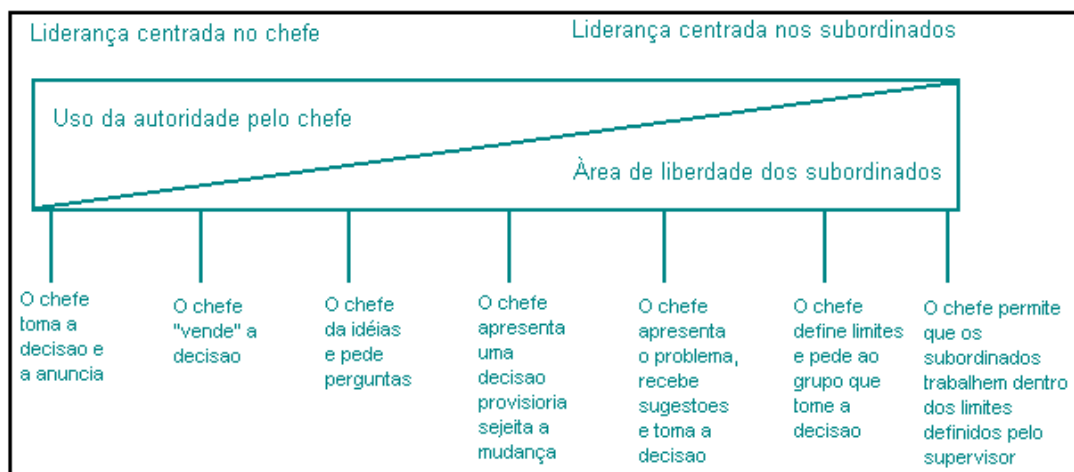 Liderança centrada no chefe
Liderança centrada nos subordinados
Uso da autoridade pelo chefe
Àrea de liberdade dos subordinados
O chefe
toma a
decisao e
a anuncia
O chefe
"vende" a
decisao
O chefe
da idéias
e pede
perguntas
O chefe
apresenta
uma
decisao
provisioria
sejeita a
mudança
O chefe
apresenta
o problema,
recebe
sugestoes
e toma a
decisao
O chefe
define limites
e pede ao
grupo que
tome a
decisao
O chefe permite
que os
subordinados
trabalhem dentro
dos limites
definidos pelo
supervisor